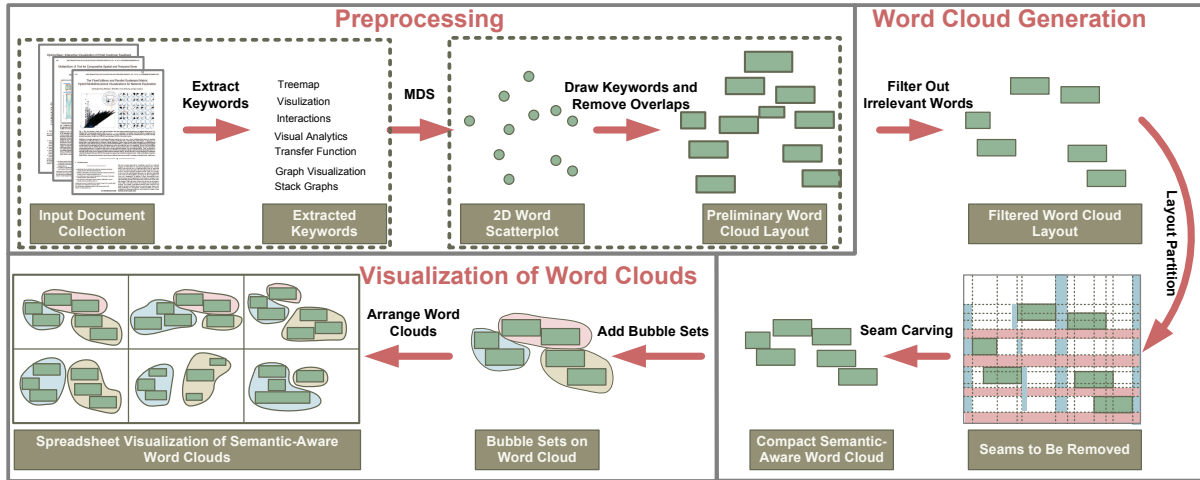 Preprocessing
Word Cloud Generation
Extract
Keywords
Treemap
Visulization
Interactions
Visual Analytics
Transfer Function
Graph Visualization
Stack Graphs
MDS
Draw Keywords and
Remove Overlaps
Filter Out
Irrelevant Words
Input Document
Collection
Extracted
Keywords
2D Word
Scatterplot
Preliminary Word
Cloud Layout
Filtered Word Cloud
Layout
Layout Partition
Visualization of Word Clouds
Arrange Word
Clouds
Add Bubble Sets
Seam Carving
Spreadsheet Visualization of Semantic-Aware
Word Clouds
Bubble Sets on
Word Cloud
Compact Semantic-
Aware Word Cloud
Seams to Be Removed